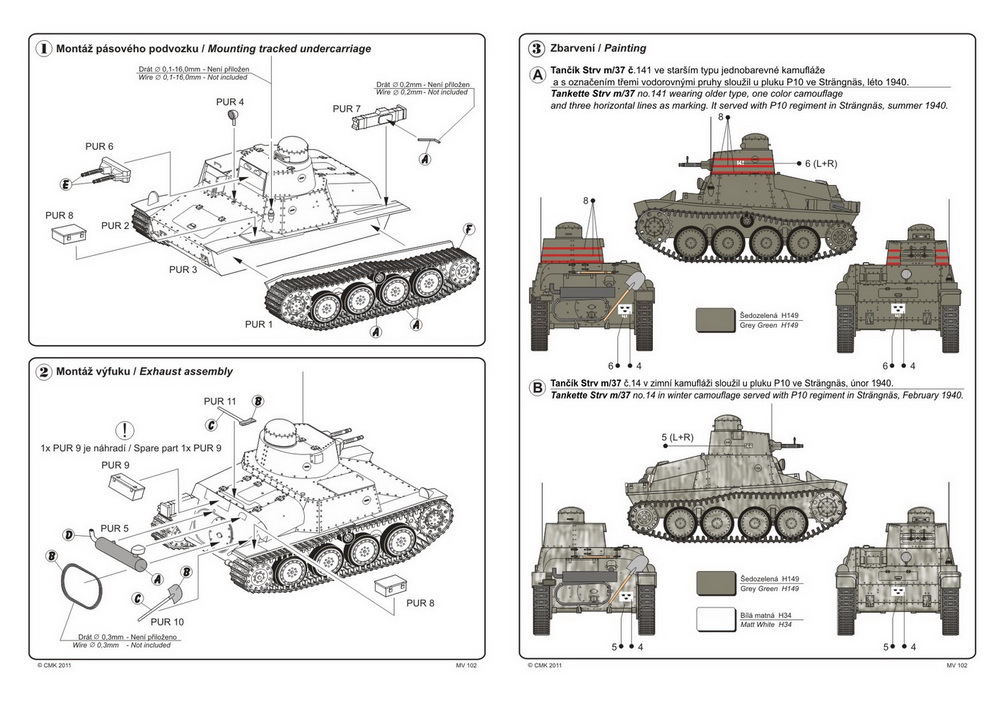 1 Montáž pásového podvozku / Mounting tracked undercarriage
Drát ∅ 0,1-16,0mm - Není přiložen
Wire ∅ 0,1-16,0mm - Not included
Drát ∅ 0,2mm - Není přiložen
Wire ∅ 0,2mm - Not included
PUR 4
PUR 7
A
PUR 6
E
PUR 8
PUR 2
PUR 3
F
PUR 1
A
A
2 Montáž výfuku / Exhaust assembly
PUR 11
B
C
!
1x PUR 9 je náhradí / Spare part 1x PUR 9
PUR 9
PUR 5
D
B
A
B
C
PUR 10
PUR 8
Drát ∅ 0,3mm - Není přiloženo
Wire ∅ 0,3mm - Not included
© CMK 2011
MV 102
3 Zbarvení / Painting
A Tančík Strv m/37 č.141 ve starším typu jednobarevné kamufláže
a s označením třemi vodorovnými pruhy sloužil u pluku P10 ve Strängnäs, léto 1940.
Tankette Strv m/37 no.141 wearing older type, one color camouflage
and three horizontal lines as marking. It served with P10 regiment in Strängnäs, summer 1940.
8
6 (L+R)
8
Šedozelená H149
Grey Green H149
6 4
6 4
B Tančík Strv m/37 č.14 v zimní kamufláži sloužil u pluku P10 ve Strängnäs, únor 1940.
Tankette Strv m/37 no.14 in winter camouflage served with P10 regiment in Strängnäs, February 1940.
5 (L+R)
Šedozelená H149
Grey Green H149
Bílá matná H34
Matt White H34
5 4
5 4
© CMK 2011
MV 102